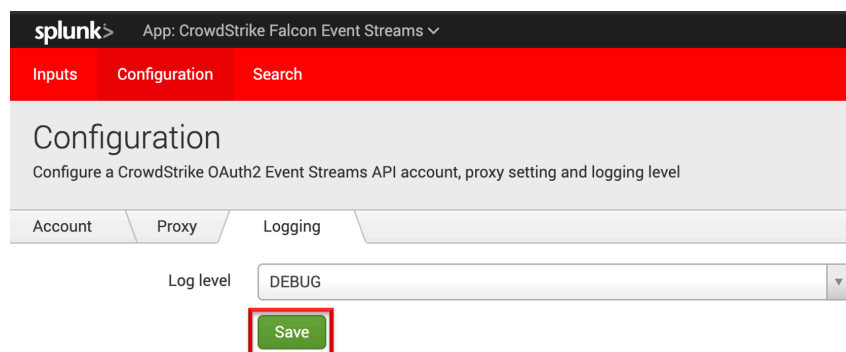 splunk> App: CrowdStrike Falcon Event Streams
Inputs Configuration Search
Configuration
Configure a CrowdStrike OAuth2 Event Streams API account, proxy setting and logging level
Account Proxy Logging
Log level DEBUG
Save